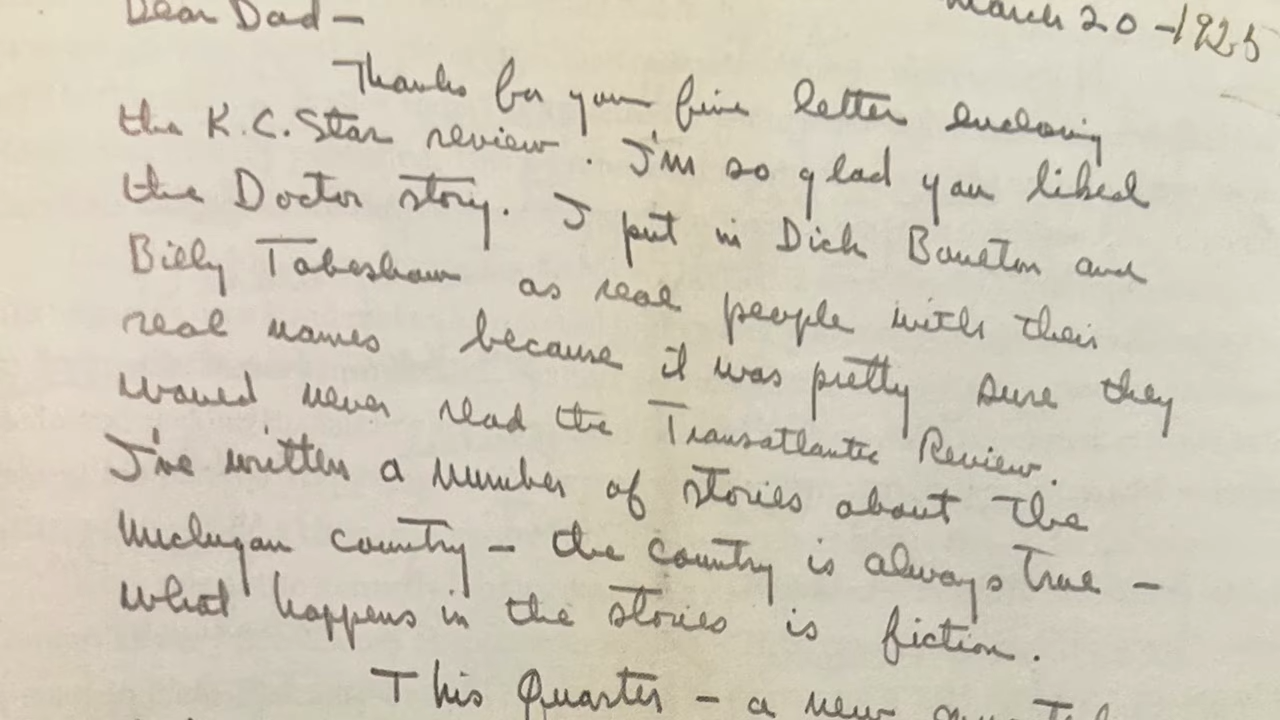 Dear Dad —
March 20 - 1925
Thanks for your fine letter enclosing
the K.C. Star review. I'm so glad you liked
the Doctor story. I put in Dick Boulton and
Billy Tabeshaw as real people with their
real names because it was pretty sure they
would never read the Transatlantic Review.
I've written a number of stories about the
Michigan country — the country is always true —
what happens in the stories is fiction.
This Quarter — a new